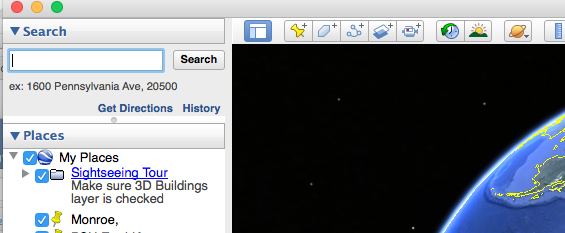 Search
Search
ex: 1600 Pennsylvania Ave, 20500
Get Directions History
Places
My Places
Sightseeing Tour
Make sure 3D Buildings
layer is checked
Monroe,